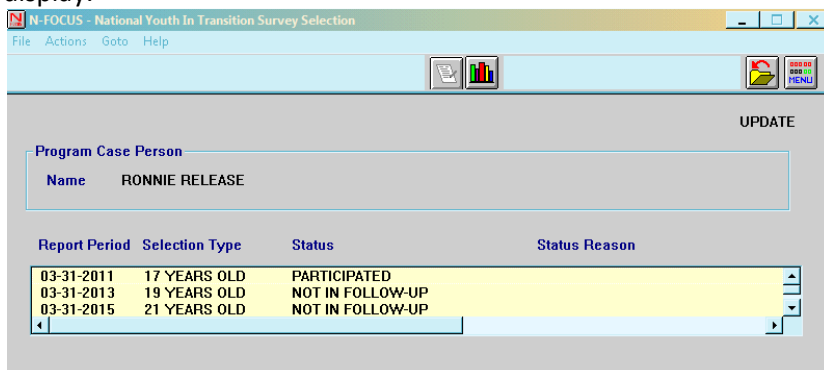 display.
N-FOCUS - National Youth In Transition Survey Selection
File Actions Goto Help
MENU
UPDATE
Program Case Person
Name RONNIE RELEASE
Report Period Selection Type Status Status Reason
03-31-2011 17 YEARS OLD PARTICIPATED
03-31-2013 19 YEARS OLD NOT IN FOLLOW-UP
03-31-2015 21 YEARS OLD NOT IN FOLLOW-UP